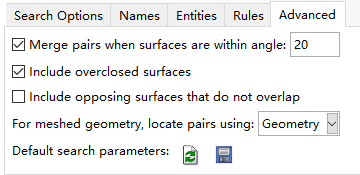 Search Options Names Entities Rules Advanced
Merge pairs when surfaces are within angle: 20
Include overclosed surfaces
Include opposing surfaces that do not overlap
For meshed geometry, locate pairs using: Geometry
Default search parameters: